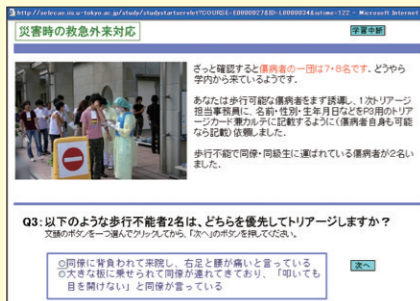 災害時の救急外来対応
学習中断
ざっと確認すると傷病者の一団は7・8名です．どうやら
学内から来ているようです．
あなたは歩行可能な傷病者をまず誘導し，1次トリアージ
担当事務員に，名前・性別・生年月日などをP3用のトリア
ージカード兼カルテに記載するように（傷病者自身も可能
なら記載）依頼しました．
歩行不能で同僚・同級生に運ばれている傷病者が2名い
ました．
Q3：以下のような歩行不能者2名は、どちらを優先してトリアージしますか？
文頭のボタンを一つ選んでクリックしてから、「次へ」のボタンを押してください。
◎同僚に背負われて来院し、右足と腰が痛いと言っている
◎大きな板に乗せられて同僚が連れてきており、「叩いても
目を開けない」と同僚が言っている
次へ